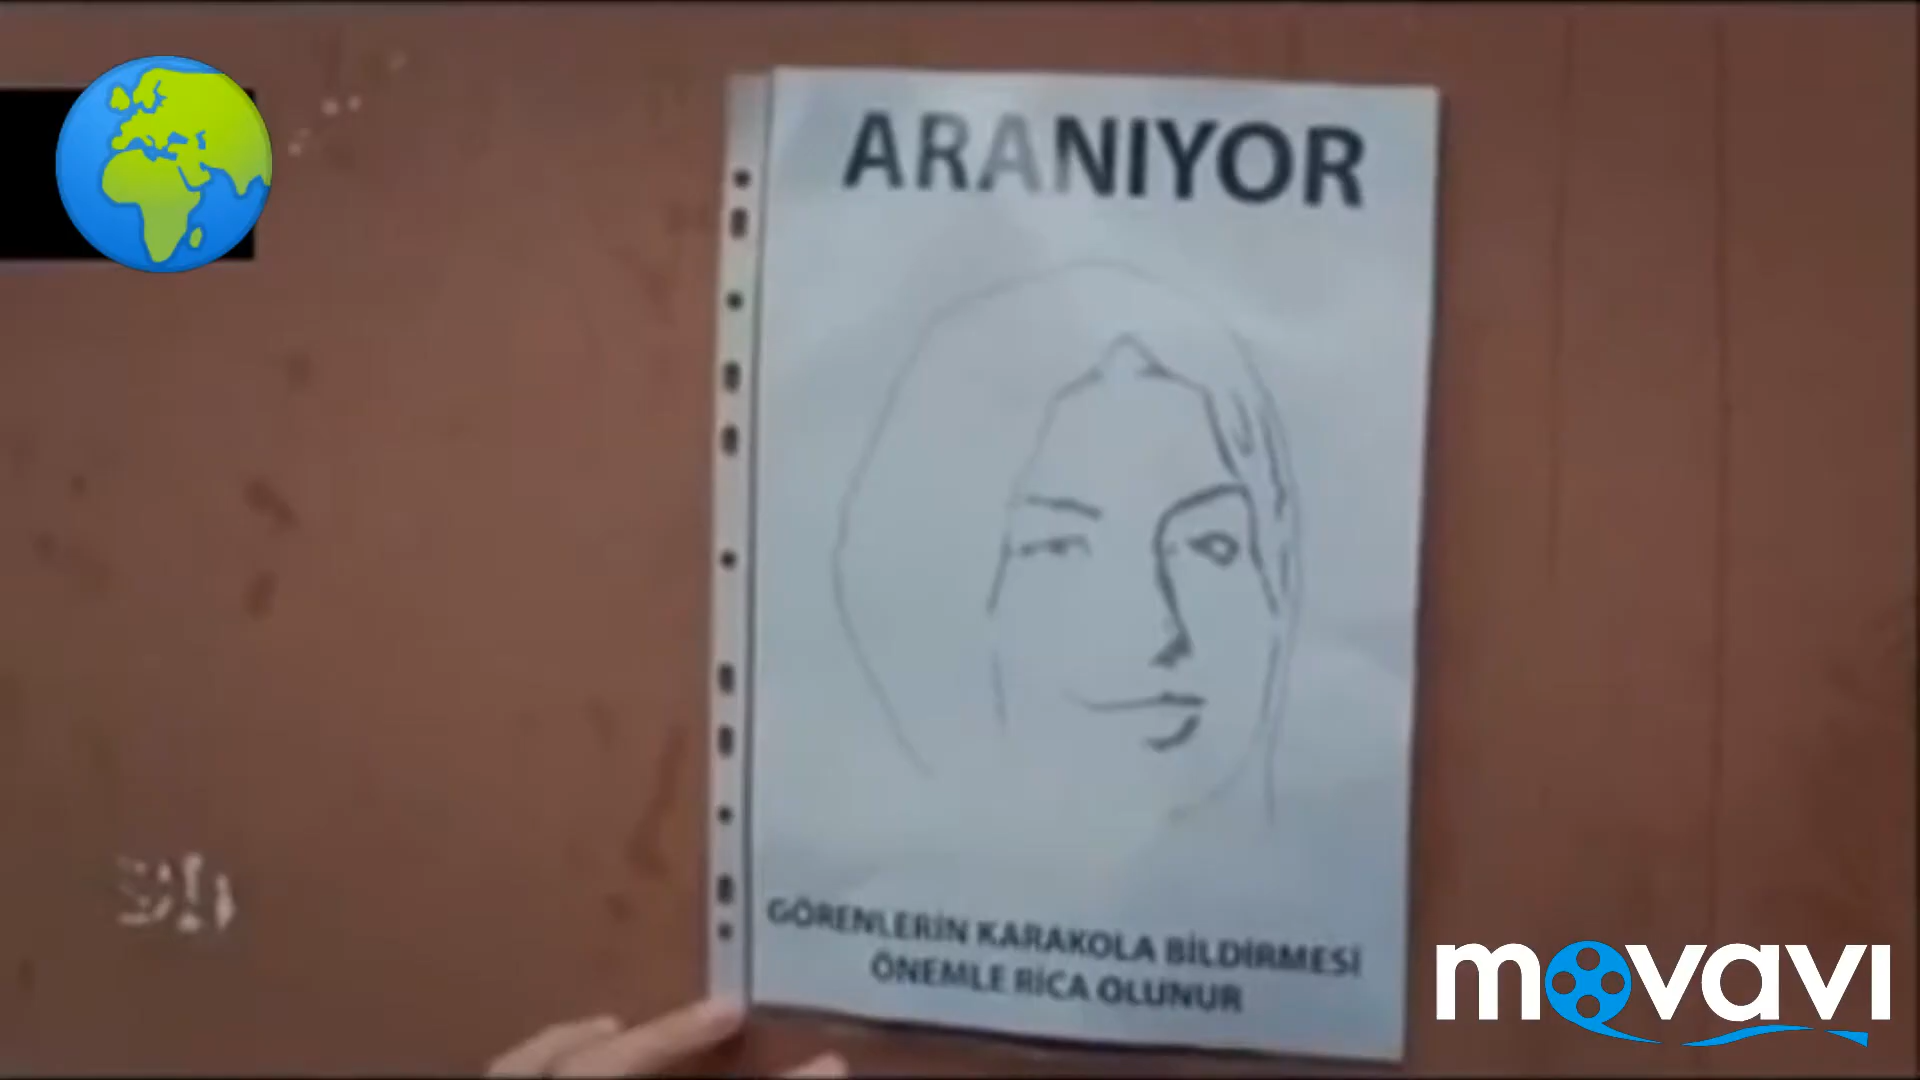 ARANIYOR
GÖRENLERİN KARAKOLA BİLDİRMESİ
ÖNEMLE RİCA OLUNUR
movavi